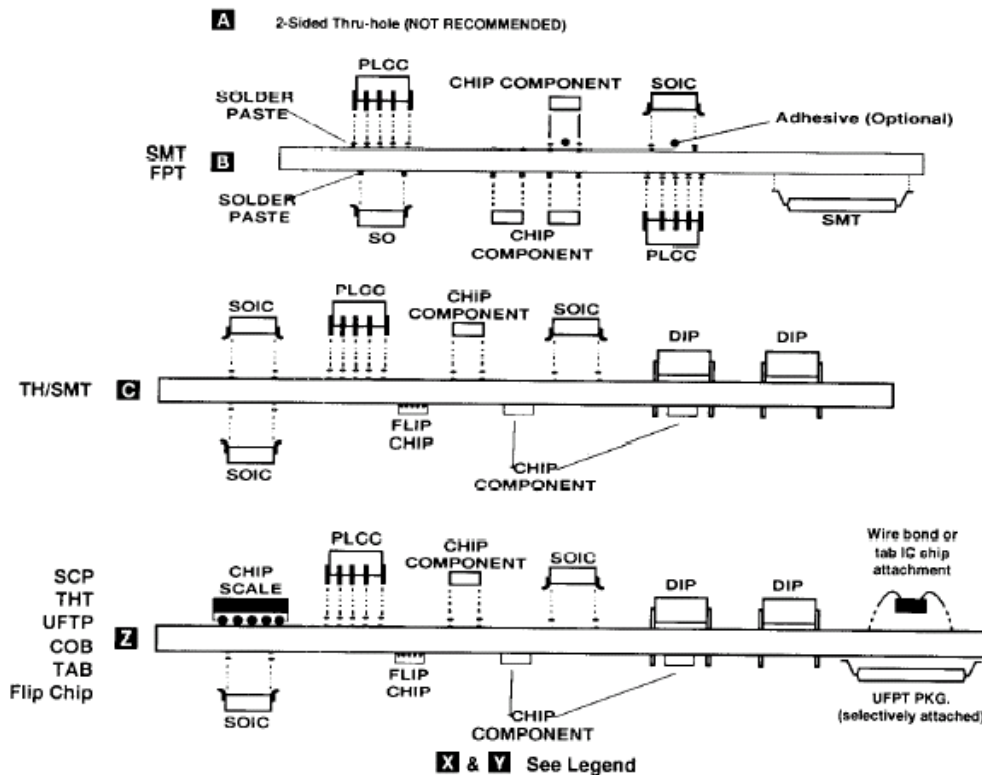 A 2-Sided Thru-hole (NOT RECOMMENDED)
PLCC
CHIP COMPONENT
SOIC
SOLDER
PASTE
Adhesive (Optional)
SMT
FPT
B
SOLDER
PASTE
SO
CHIP
COMPONENT
PLCC
SMT
SOIC
PLCC
CHIP
COMPONENT
SOIC
DIP
DIP
TH/SMT
C
FLIP
CHIP
SOIC
CHIP
COMPONENT
SCP
THT
UFTP
COB
TAB
Flip Chip
Z
CHIP
SCALE
PLCC
CHIP
COMPONENT
SOIC
DIP
DIP
Wire bond or
tab IC chip
attachment
SOIC
FLIP
CHIP
CHIP
COMPONENT
UFPT PKG.
(selectively attached)
X & Y See Legend